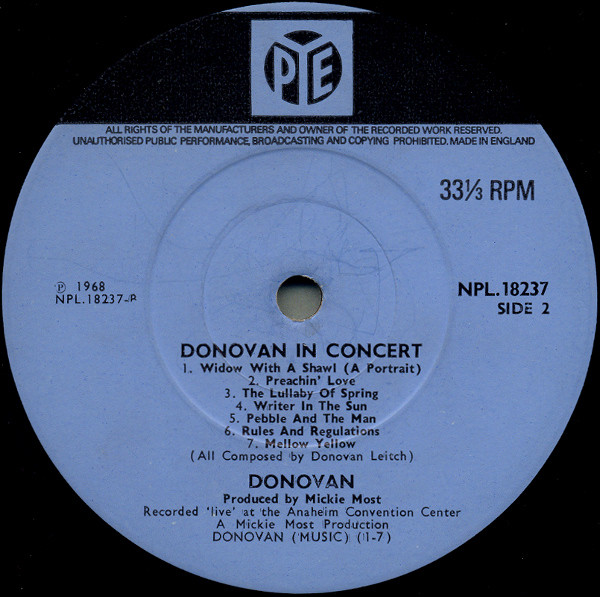 PYE
ALL RIGHTS OF THE MANUFACTURERS AND OWNER OF THE RECORDED WORK RESERVED.
UNAUTHORISED PUBLIC PERFORMANCE, BROADCASTING AND COPYING PROHIBITED. MADE IN ENGLAND
33⅓ RPM
Ⓟ 1968
NPL.18237-B
NPL.18237
SIDE 2
DONOVAN IN CONCERT
1. Widow With A Shawl (A Portrait)
2. Preachin' Love
3. The Lullaby Of Spring
4. Writer In The Sun
5. Pebble And The Man
6. Rules And Regulations
7. Mellow Yellow
(All Composed by Donovan Leitch)
DONOVAN
Produced by Mickie Most
Recorded 'live' at the Anaheim Convention Center
A Mickie Most Production
DONOVAN (MUSIC) (1-7)